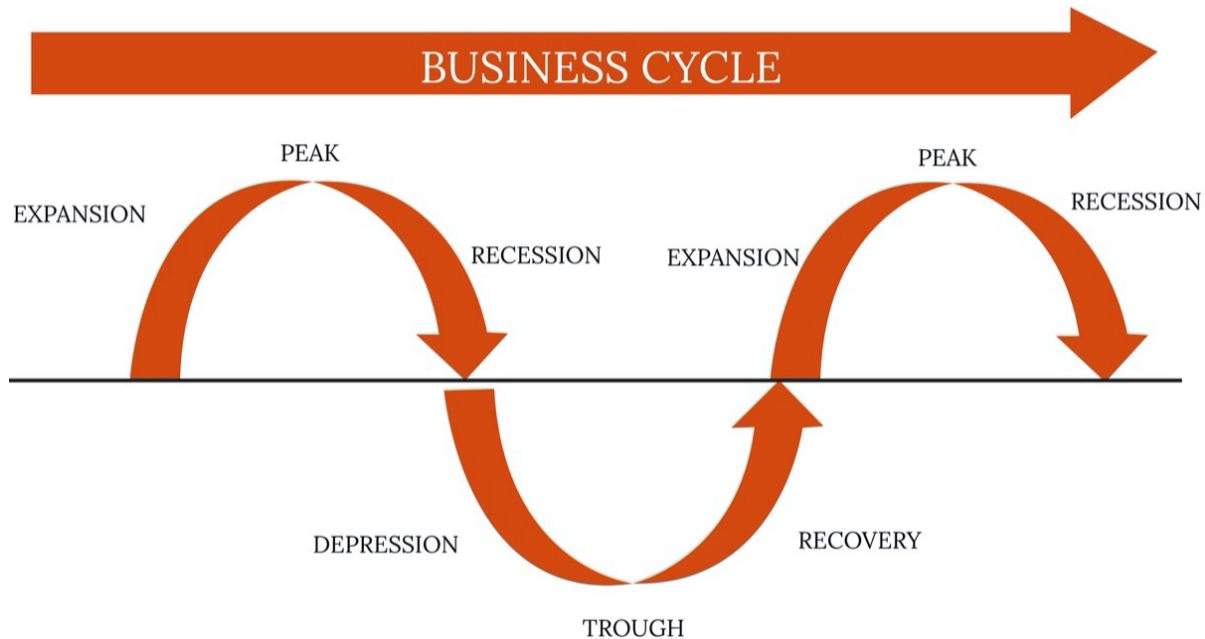 BUSINESS CYCLE
PEAK
PEAK
EXPANSION
RECESSION
RECESSION
EXPANSION
DEPRESSION
RECOVERY
TROUGH